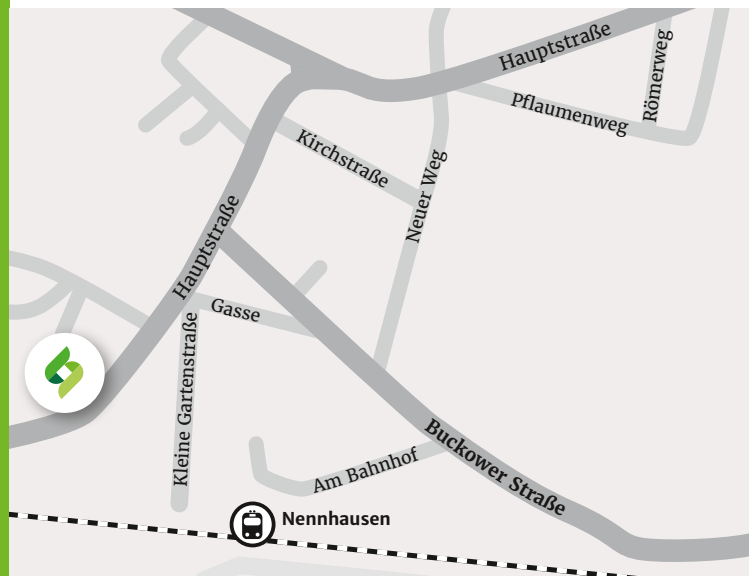 Hauptstraße
Römerweg
Pflaumenweg
Kirchstraße
Neuer Weg
Hauptstraße
Gasse
Kleine Gartenstraße
Buckower Straße
Am Bahnhof
Nennhausen